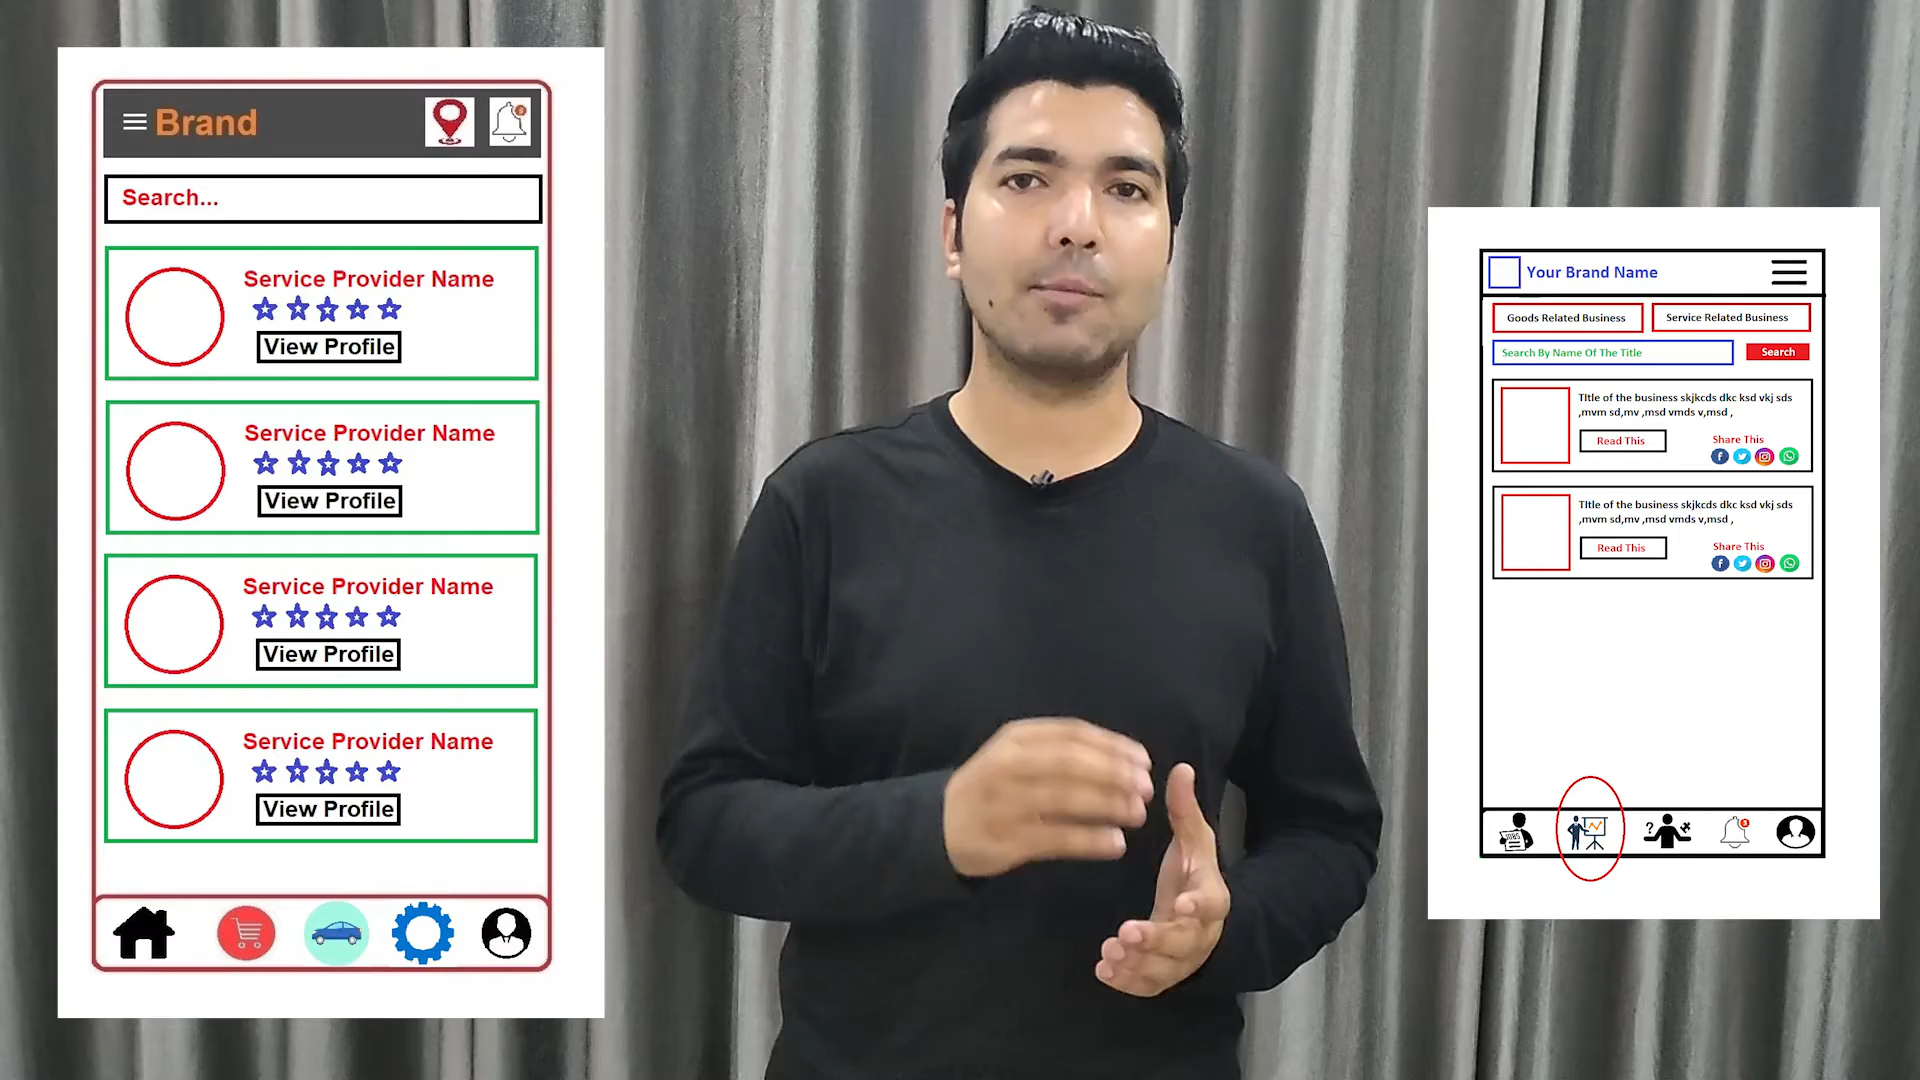 Brand
Search...
Service Provider Name
View Profile
Service Provider Name
View Profile
Service Provider Name
View Profile
Service Provider Name
View Profile
Your Brand Name
Goods Related Business
Service Related Business
Search By Name Of The Title
Search
TItle of the business skjkcds dkc ksd vkj sds
,mvm sd,mv ,msd vmds v,msd ,
Read This
Share This
TItle of the business skjkcds dkc ksd vkj sds
,mvm sd,mv ,msd vmds v,msd ,
Read This
Share This
JOBS
?
3